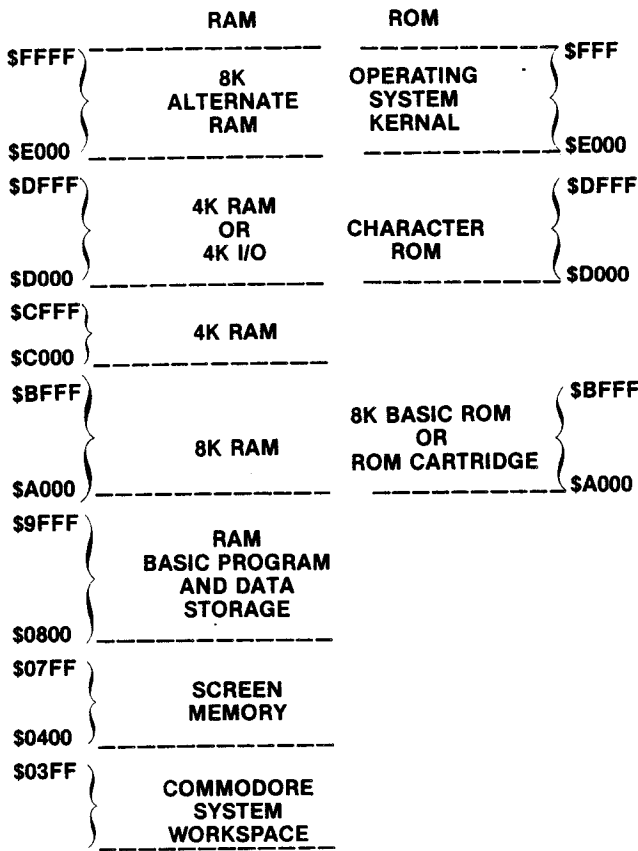 RAM ROM
$FFFF $FFF
8K
ALTERNATE
RAM
OPERATING
SYSTEM
KERNAL
$E000 $E000
$DFFF $DFFF
4K RAM
OR
4K I/O
CHARACTER
ROM
$D000 $D000
$CFFF
4K RAM
$C000
$BFFF $BFFF
8K RAM
8K BASIC ROM
OR
ROM CARTRIDGE
$A000 $A000
$9FFF
RAM
BASIC PROGRAM
AND DATA
STORAGE
$0800
$07FF
SCREEN
MEMORY
$0400
$03FF
COMMODORE
SYSTEM
WORKSPACE